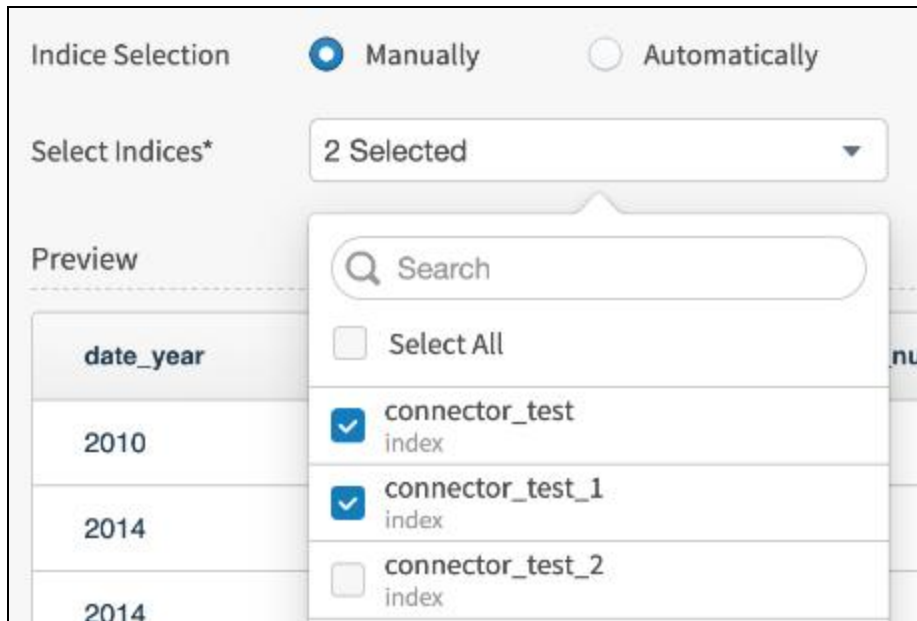 Indice Selection Manually Automatically
Select Indices* 2 Selected
Preview
Search
Select All
date_year _nu
connector_test
index
2010
connector_test_1
index
2014
connector_test_2
index
2014